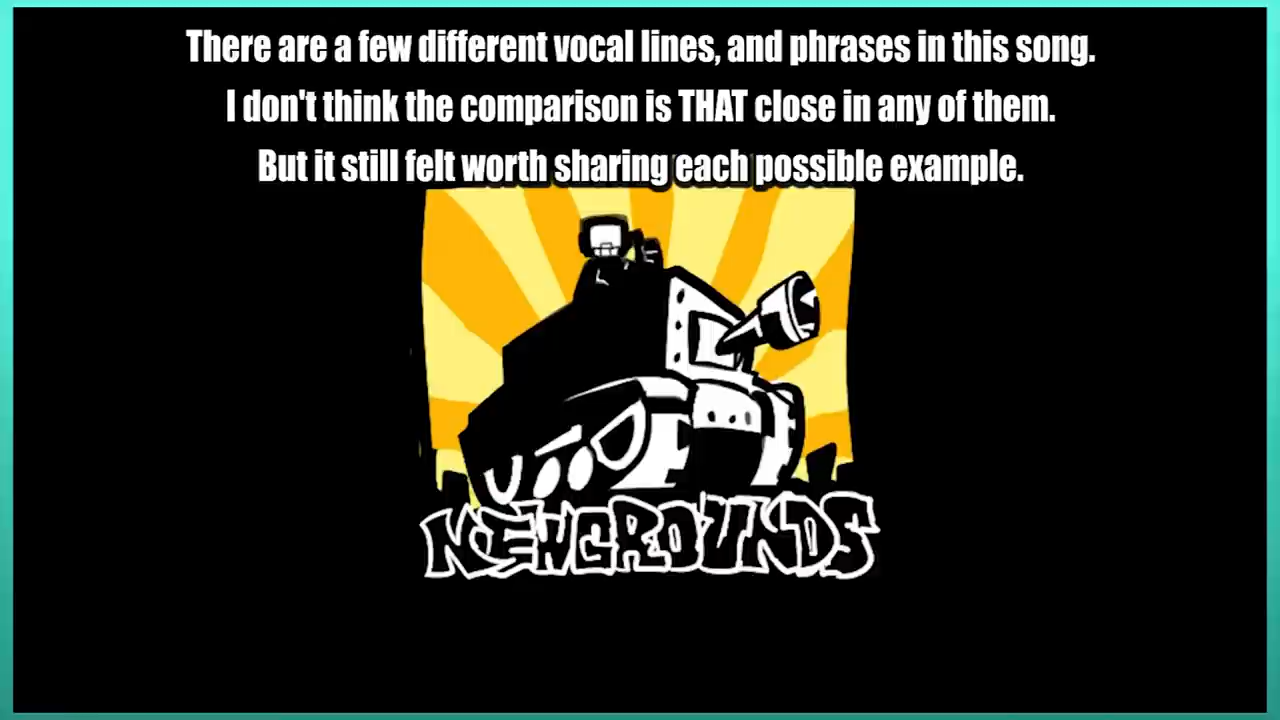 There are a few different vocal lines, and phrases in this song.
I don't think the comparison is THAT close in any of them.
But it still felt worth sharing each possible example.
NEWGROUNDS